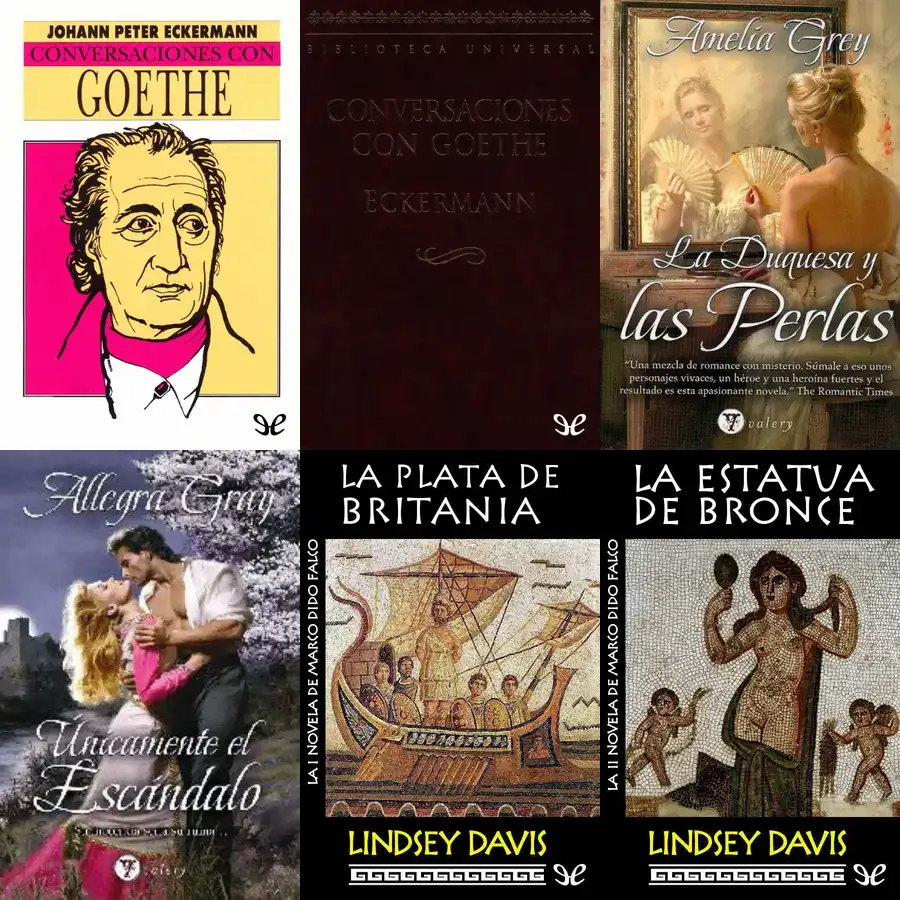 JOHANN PETER ECKERMANN
CONVERSACIONES CON
GOETHE
BIBLIOTECA UNIVERSAL
CONVERSACIONES
CON GOETHE
ECKERMANN
Amelia Grey
La Duquesa y
las Perlas
"Una mezcla de romance con misterio. Súmale a eso unos
personajes vivaces, un héroe y una heroína fuertes y el
resultado es esta apasionante novela." The Romantic Times
valery
Allegra Gray
Únicamente el
Escándalo
valery
LA PLATA DE
BRITANIA
LA I NOVELA DE MARCO DIDO FALCO
LINDSEY DAVIS
LA ESTATUA
DE BRONCE
LA II NOVELA DE MARCO DIDO FALCO
LINDSEY DAVIS